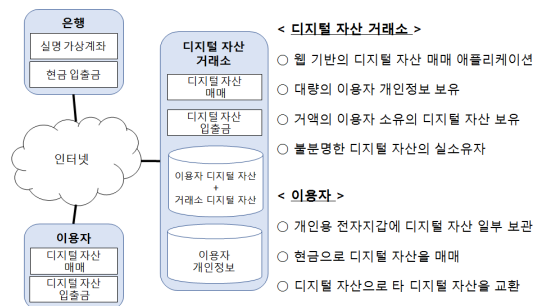 은행
실명 가상계좌
현금 입출금
인터넷
이용자
디지털 자산
매매
디지털 자산
입출금
디지털 자산
거래소
디지털 자산
매매
디지털 자산
입출금
이용자 디지털 자산
+
거래소 디지털 자산
이용자
개인정보
< 디지털 자산 거래소 >
○ 웹 기반의 디지털 자산 매매 애플리케이션
○ 대량의 이용자 개인정보 보유
○ 거액의 이용자 소유의 디지털 자산 보유
○ 불분명한 디지털 자산의 실소유자
< 이용자 >
○ 개인용 전자지갑에 디지털 자산 일부 보관
○ 현금으로 디지털 자산을 매매
○ 디지털 자산으로 타 디지털 자산을 교환